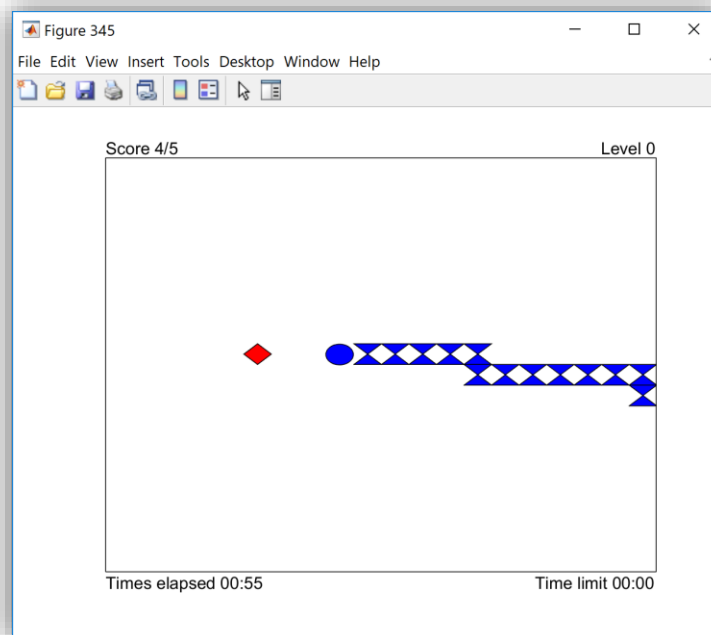 Figure 345
File Edit View Insert Tools Desktop Window Help
Score 4/5 Level 0
Times elapsed 00:55 Time limit 00:00